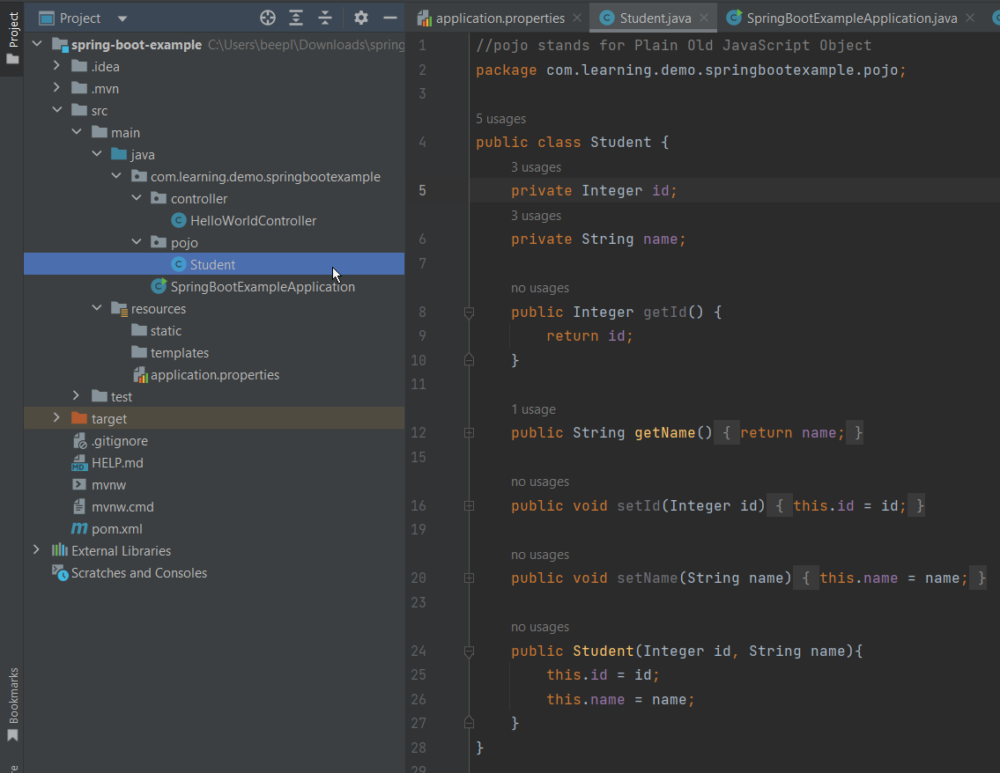 Project
Project
spring-boot-example C:\Users\beepl\Downloads\spring
.idea
.mvn
src
main
java
com.learning.demo.springbootexample
controller
HelloWorldController
pojo
Student
SpringBootExampleApplication
resources
static
templates
application.properties
test
target
.gitignore
HELP.md
mvnw
mvnw.cmd
pom.xml
External Libraries
Scratches and Consoles
Bookmarks
application.properties
Student.java
SpringBootExampleApplication.java
1 //pojo stands for Plain Old JavaScript Object
2 package com.learning.demo.springbootexample.pojo;
3
5 usages
4 public class Student {
3 usages
5 private Integer id;
3 usages
6 private String name;
7
no usages
8 public Integer getId() {
9 return id;
10 }
11
1 usage
12 public String getName() { return name; }
15
no usages
16 public void setId(Integer id) { this.id = id; }
19
no usages
20 public void setName(String name) { this.name = name; }
23
no usages
24 public Student(Integer id, String name){
25 this.id = id;
26 this.name = name;
27 }
28 }
29